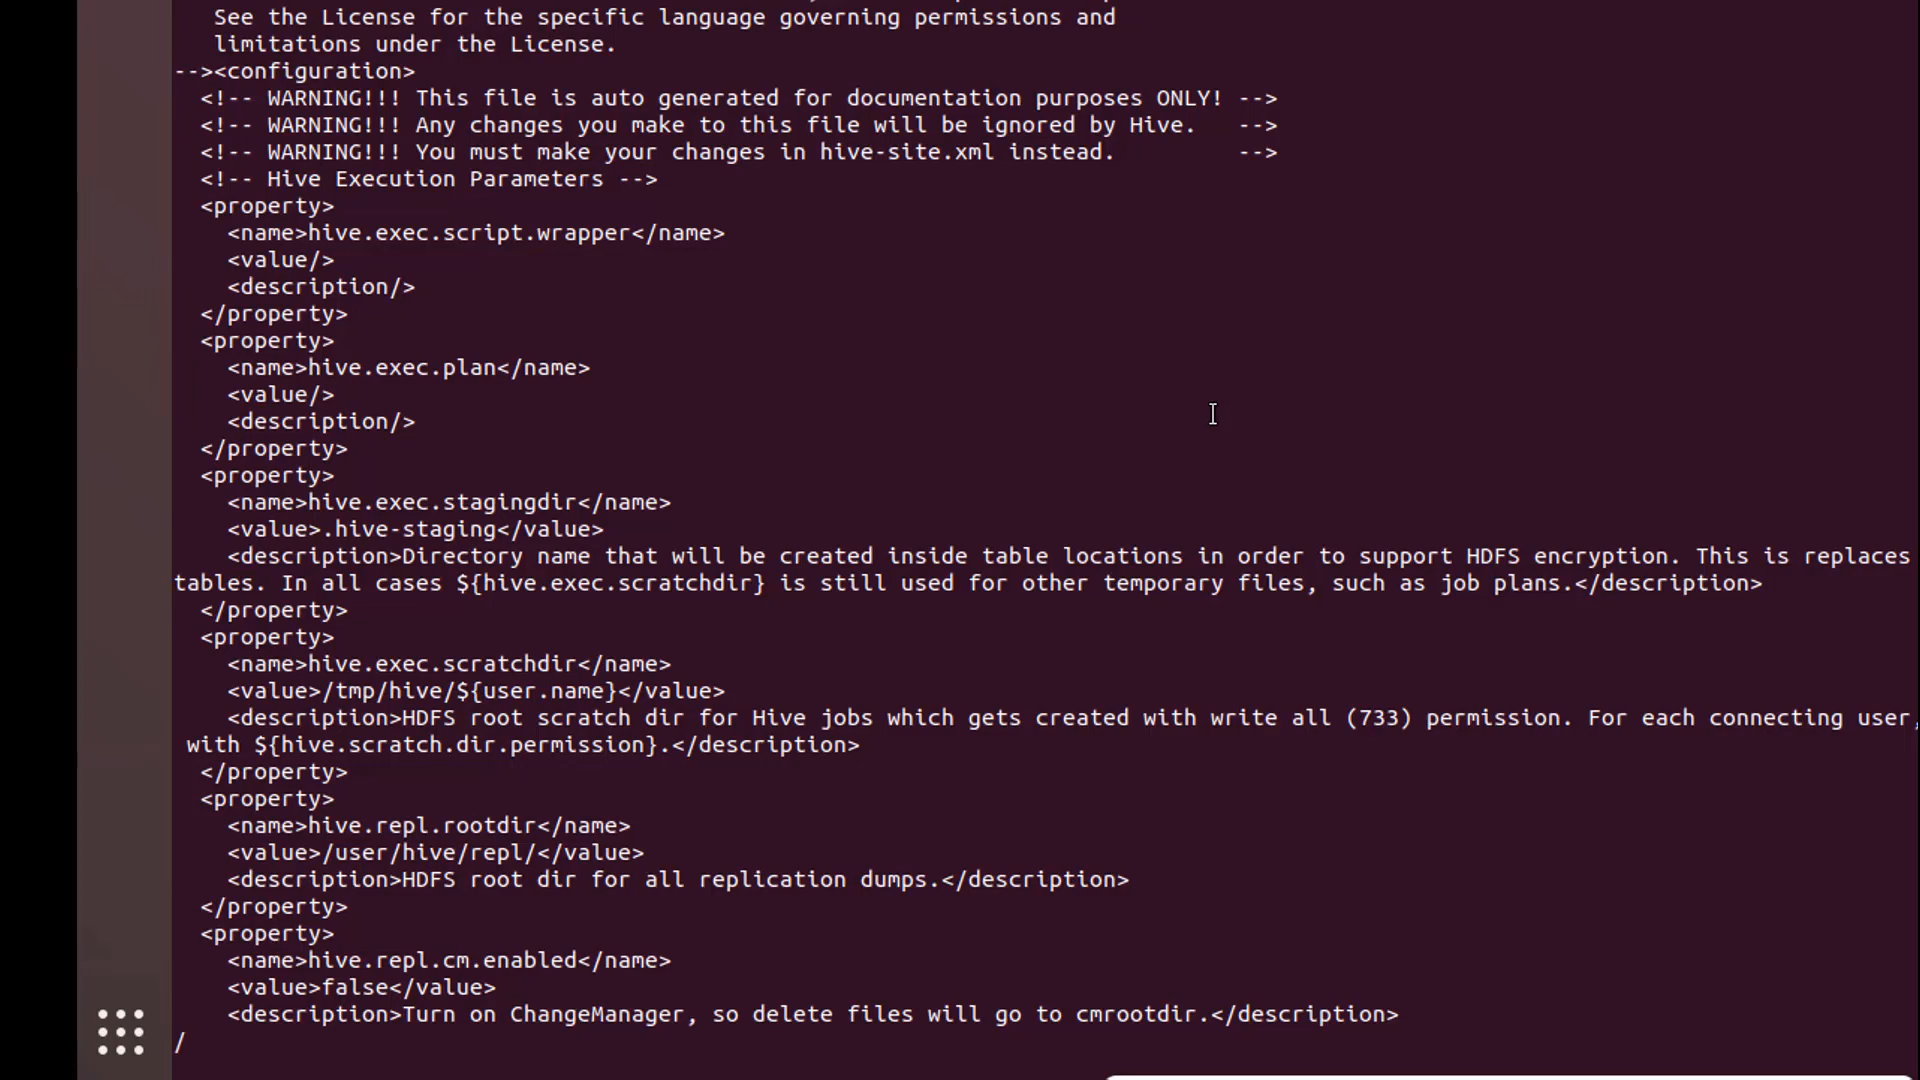 See the License for the specific language governing permissions and
   limitations under the License.
--><configuration>
  <!-- WARNING!!! This file is auto generated for documentation purposes ONLY! -->
  <!-- WARNING!!! Any changes you make to this file will be ignored by Hive.   -->
  <!-- WARNING!!! You must make your changes in hive-site.xml instead.         -->
  <!-- Hive Execution Parameters -->
  <property>
    <name>hive.exec.script.wrapper</name>
    <value/>
    <description/>
  </property>
  <property>
    <name>hive.exec.plan</name>
    <value/>
    <description/>
  </property>
  <property>
    <name>hive.exec.stagingdir</name>
    <value>.hive-staging</value>
    <description>Directory name that will be created inside table locations in order to support HDFS encryption. This is replaces
tables. In all cases ${hive.exec.scratchdir} is still used for other temporary files, such as job plans.</description>
  </property>
  <property>
    <name>hive.exec.scratchdir</name>
    <value>/tmp/hive/${user.name}</value>
    <description>HDFS root scratch dir for Hive jobs which gets created with write all (733) permission. For each connecting user,
 with ${hive.scratch.dir.permission}.</description>
  </property>
  <property>
    <name>hive.repl.rootdir</name>
    <value>/user/hive/repl/</value>
    <description>HDFS root dir for all replication dumps.</description>
  </property>
  <property>
    <name>hive.repl.cm.enabled</name>
    <value>false</value>
    <description>Turn on ChangeManager, so delete files will go to cmrootdir.</description>
/